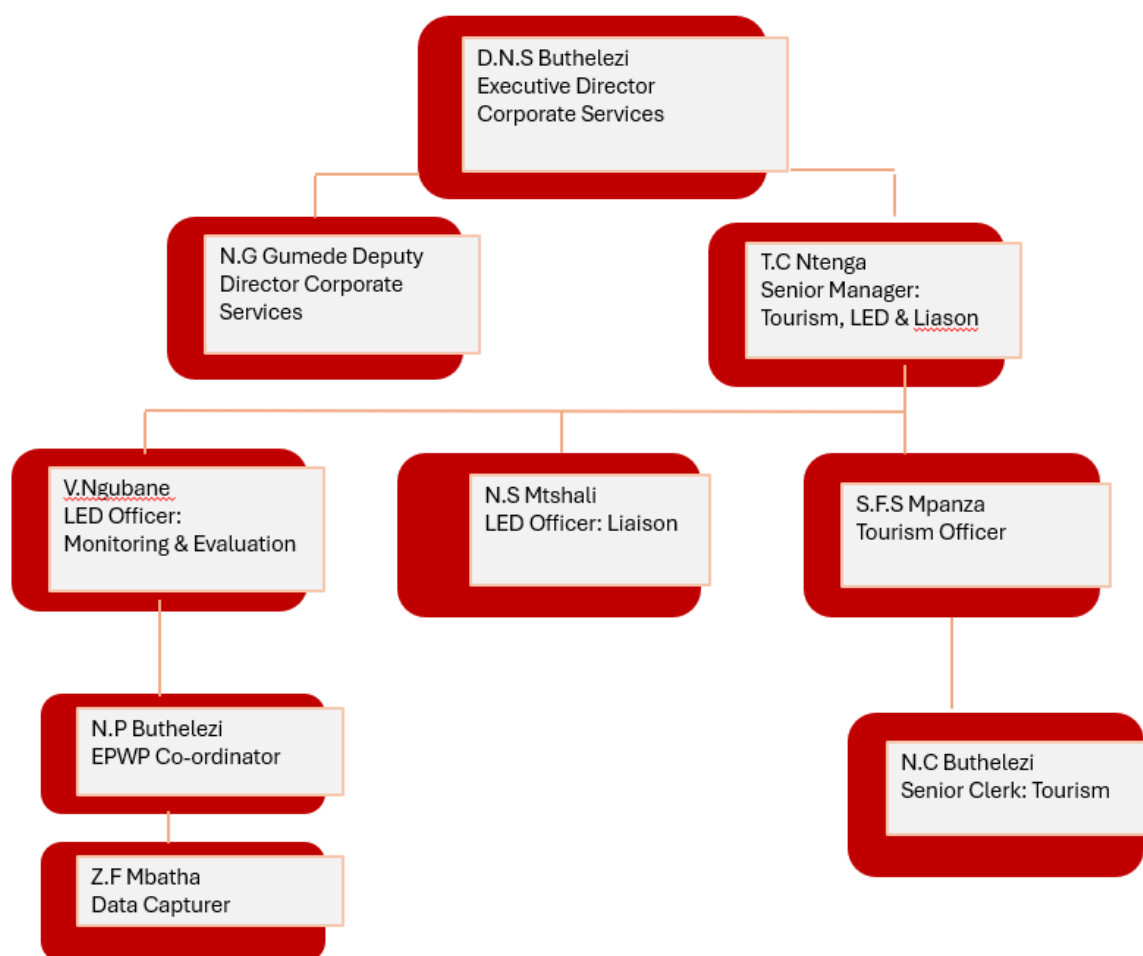 D.N.S Buthelezi
Executive Director
Corporate Services
N.G Gumede Deputy
Director Corporate
Services
T.C Ntenga
Senior Manager:
Tourism, LED & Liason
V.Ngubane
LED Officer:
Monitoring & Evaluation
N.S Mtshali
LED Officer: Liaison
S.F.S Mpanza
Tourism Officer
N.P Buthelezi
EPWP Co-ordinator
N.C Buthelezi
Senior Clerk: Tourism
Z.F Mbatha
Data Capturer